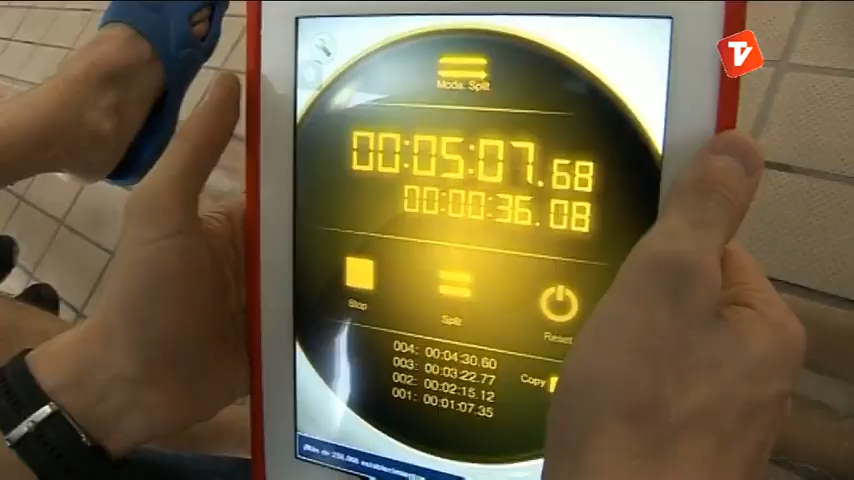 TV
Mode: Split
00:05:07.68
00:00:36.08
Stop
Split
Reset
004: 00:04:30.60
003: 00:03:22.77
002: 00:02:15.12
001: 00:01:07.35
Copy